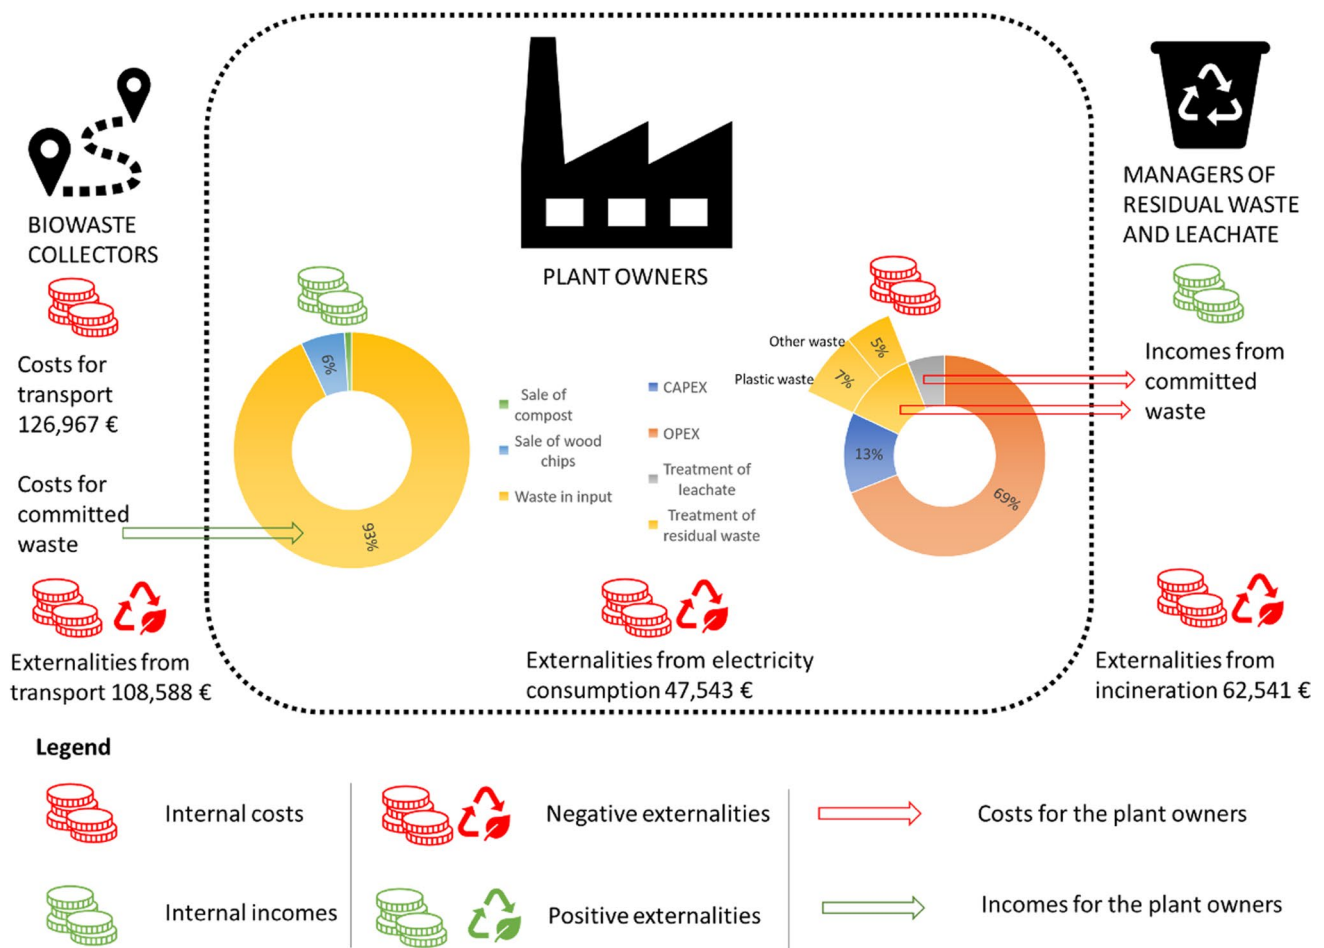 BIOWASTE
COLLECTORS
Costs for
transport
126,967 €
Costs for
committed
waste
Externalities from
transport 108,588 €
PLANT OWNERS
6%
93%
Sale of
compost
Sale of wood
chips
Waste in input
CAPEX
OPEX
Treatment of
leachate
Treatment of
residual waste
Other waste
5%
Plastic waste
7%
13%
69%
Externalities from electricity
consumption 47,543 €
MANAGERS OF
RESIDUAL WASTE
AND LEACHATE
Incomes from
committed
waste
Externalities from
incineration 62,541 €
Legend
Internal costs
Negative externalities
Costs for the plant owners
Internal incomes
Positive externalities
Incomes for the plant owners